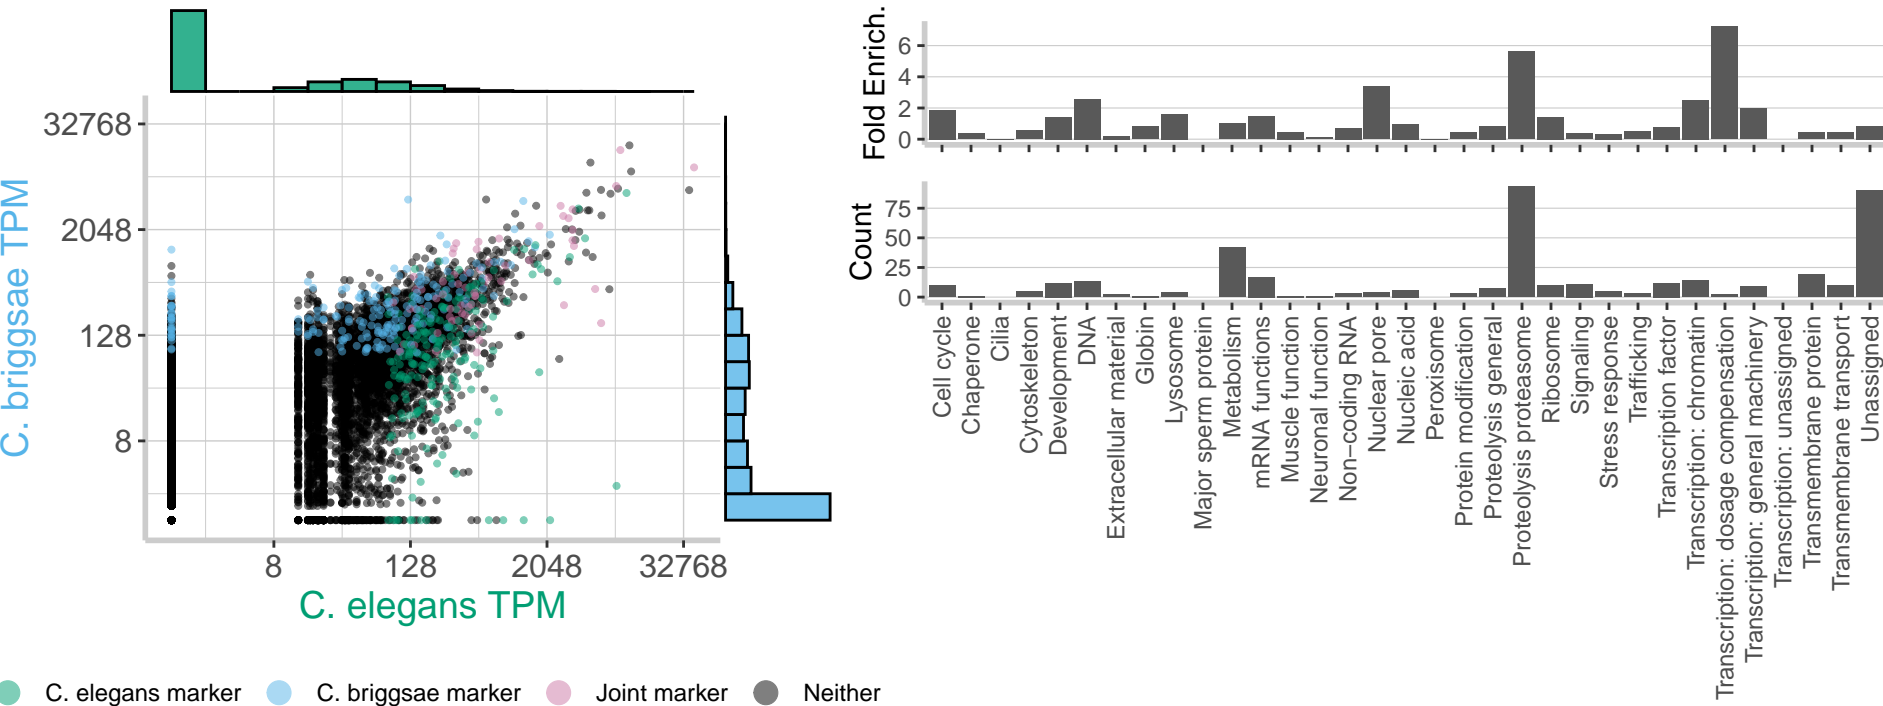 32768
2048
128
8
C. briggsae TPM
8
128
2048
32768
C. elegans TPM
C. elegans marker
C. briggsae marker
Joint marker
Neither
Fold Enrich.
6
4
2
0
Count
75
50
25
0
Cell cycle
Chaperone
Cilia
Cytoskeleton
Development
DNA
Extracellular material
Globin
Lysosome
Major sperm protein
Metabolism
mRNA functions
Muscle function
Neuronal function
Non−coding RNA
Nuclear pore
Nucleic acid
Peroxisome
Protein modification
Proteolysis general
Proteolysis proteasome
Ribosome
Signaling
Stress response
Trafficking
Transcription factor
Transcription: chromatin
Transcription: dosage compensation
Transcription: general machinery
Transcription: unassigned
Transmembrane protein
Transmembrane transport
Unassigned